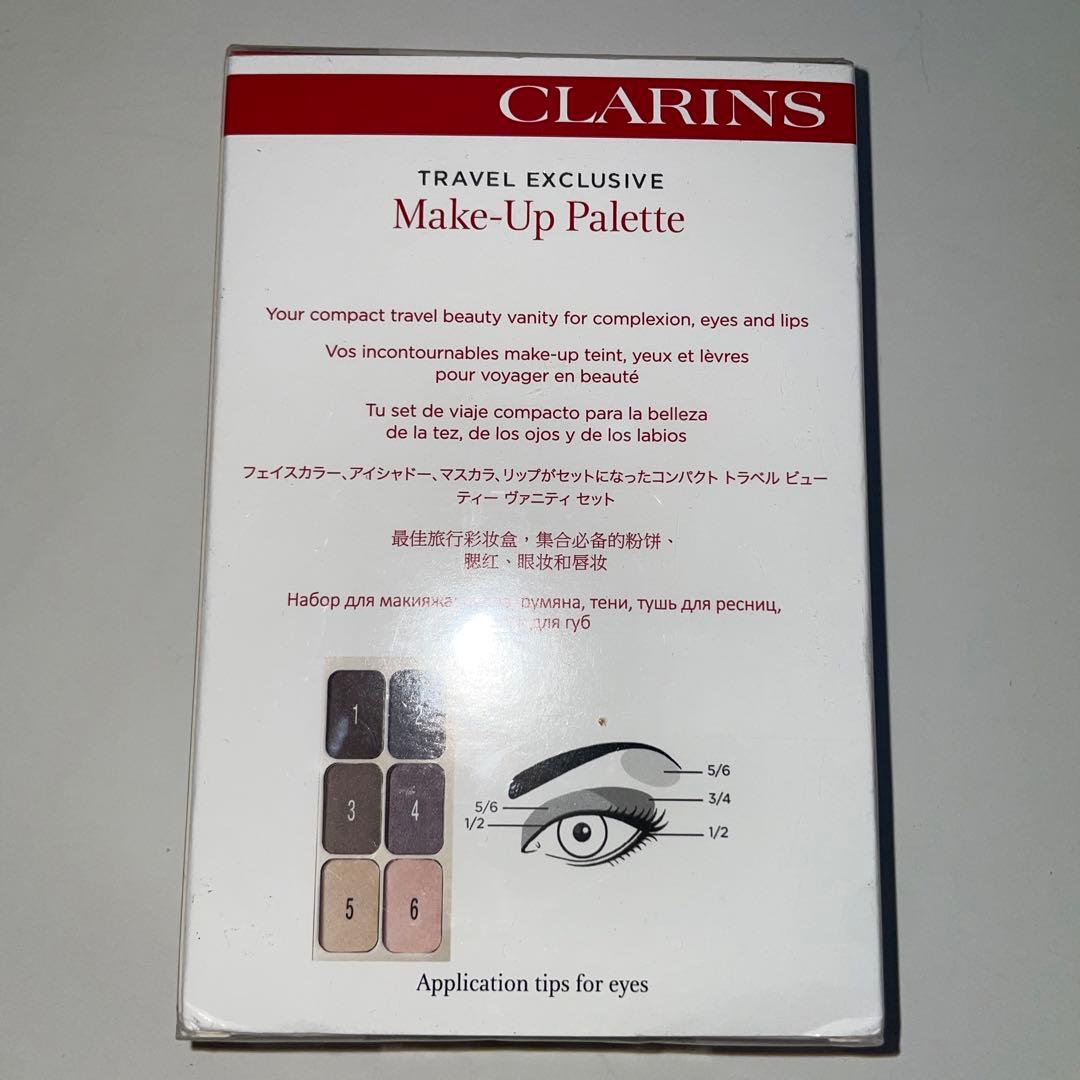 CLARINS
TRAVEL EXCLUSIVE
Make-Up Palette
Your compact travel beauty vanity for complexion, eyes and lips
Vos incontournables make-up teint, yeux et lèvres
pour voyager en beauté
Tu set de viaje compacto para la belleza
de la tez, de los ojos y de los labios
フェイスカラー、アイシャドー、マスカラ、リップがセットになったコンパクト トラベル ビュー
ティー ヴァニティ セット
最佳旅行彩妆盒，集合必备的粉饼、
腮红、眼妆和唇妆
Набор для макияжа: румяна, тени, тушь для ресниц,
для губ
1 2
3 4
5 6
5/6
3/4
5/6
1/2
1/2
Application tips for eyes